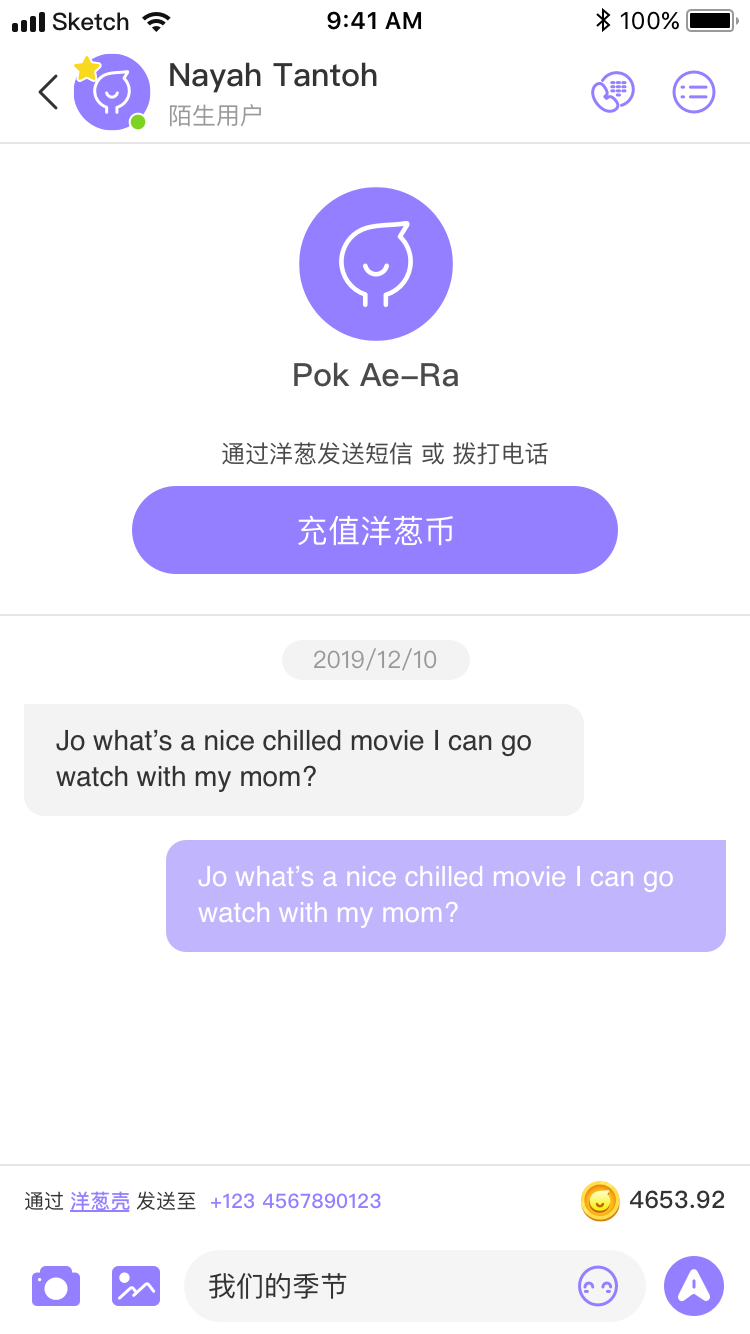 Sketch 9:41 AM 100%
Nayah Tantoh
陌生用户
Pok Ae-Ra
通过洋葱发送短信 或 拨打电话
充值洋葱币
2019/12/10
Jo what's a nice chilled movie I can go
watch with my mom?
Jo what's a nice chilled movie I can go
watch with my mom?
通过 洋葱壳 发送至 +123 4567890123 4653.92
我们的季节